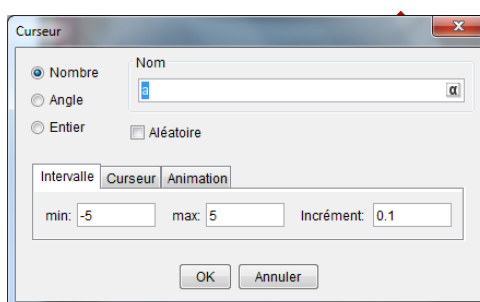 Curseur
Nombre
Nom
a α
Angle
Entier
Aléatoire
Intervalle Curseur Animation
min: -5 max: 5 Incrément: 0.1
OK Annuler